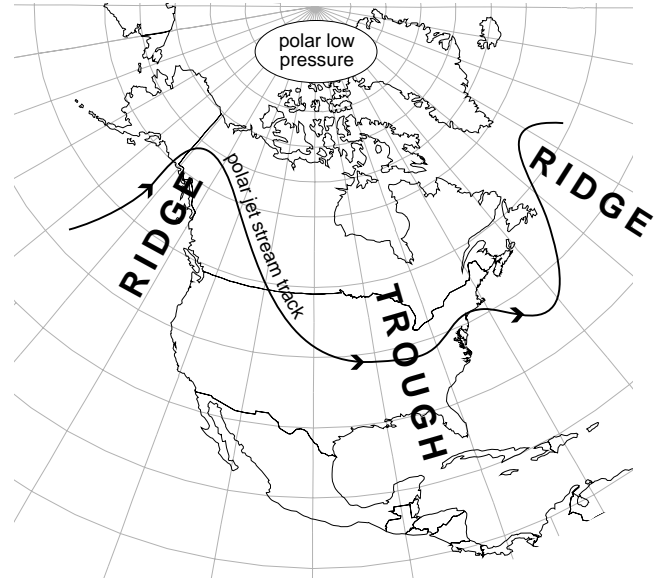 polar low
pressure
RIDGE
polar jet stream track
TROUGH
RIDGE